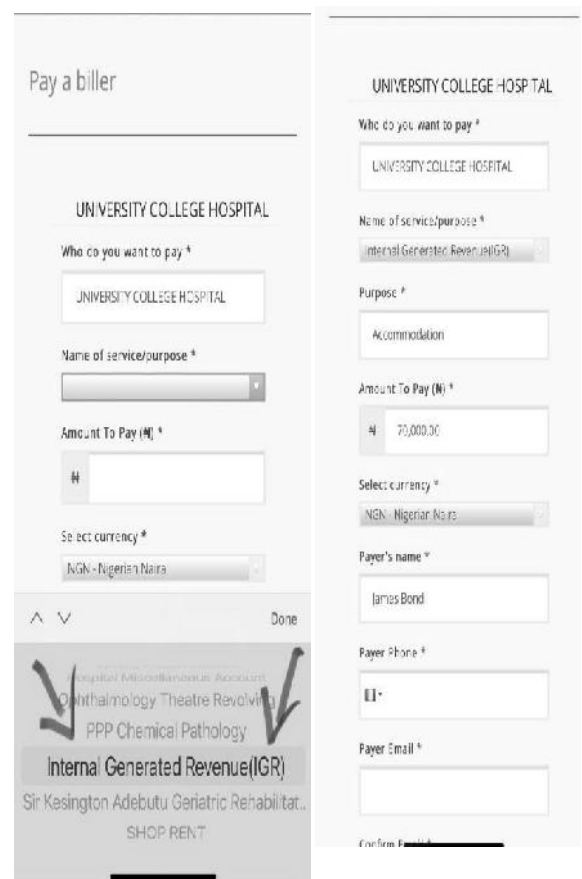 Pay a biller
UNIVERSITY COLLEGE HOSPITAL
Who do you want to pay *
UNIVERSITY COLLEGE HOSPITAL
Name of service/purpose *
Amount To Pay (₦) *
₦
Select currency *
NGN - Nigerian Naira
Done
Hospital Miscellaneous Account
Ophthalmology Theatre Revolving
PPP Chemical Pathology
Internal Generated Revenue(IGR)
Sir Kesington Adebutu Geriatric Rehabilitat..
SHOP RENT
UNIVERSITY COLLEGE HOSPITAL
Who do you want to pay *
UNIVERSITY COLLEGE HOSPITAL
Name of service/purpose *
Internal Generated Revenue(IGR)
Purpose *
Accommodation
Amount To Pay (₦) *
₦ 70,000.00
Select currency *
NGN - Nigerian Naira
Payer's name *
James Bond
Payer Phone *
Payer Email *
Confirm